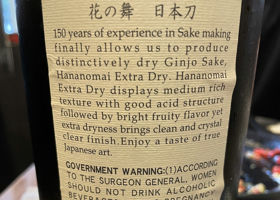 花の舞 日本刀
150 years of experience in Sake making
finally allows us to produce
distinctively dry Ginjo Sake,
Hananomai Extra Dry. Hananomai
Extra Dry displays medium rich
texture with good acid structure
followed by bright fruity flavor yet
extra dryness brings clean and crystal
clear finish.Enjoy a taste of true
Japanese art.
GOVERNMENT WARNING:(1)ACCORDING
TO THE SURGEON GENERAL, WOMEN
SHOULD NOT DRINK ALCOHOLIC
BEVERAGES PREGNANCY